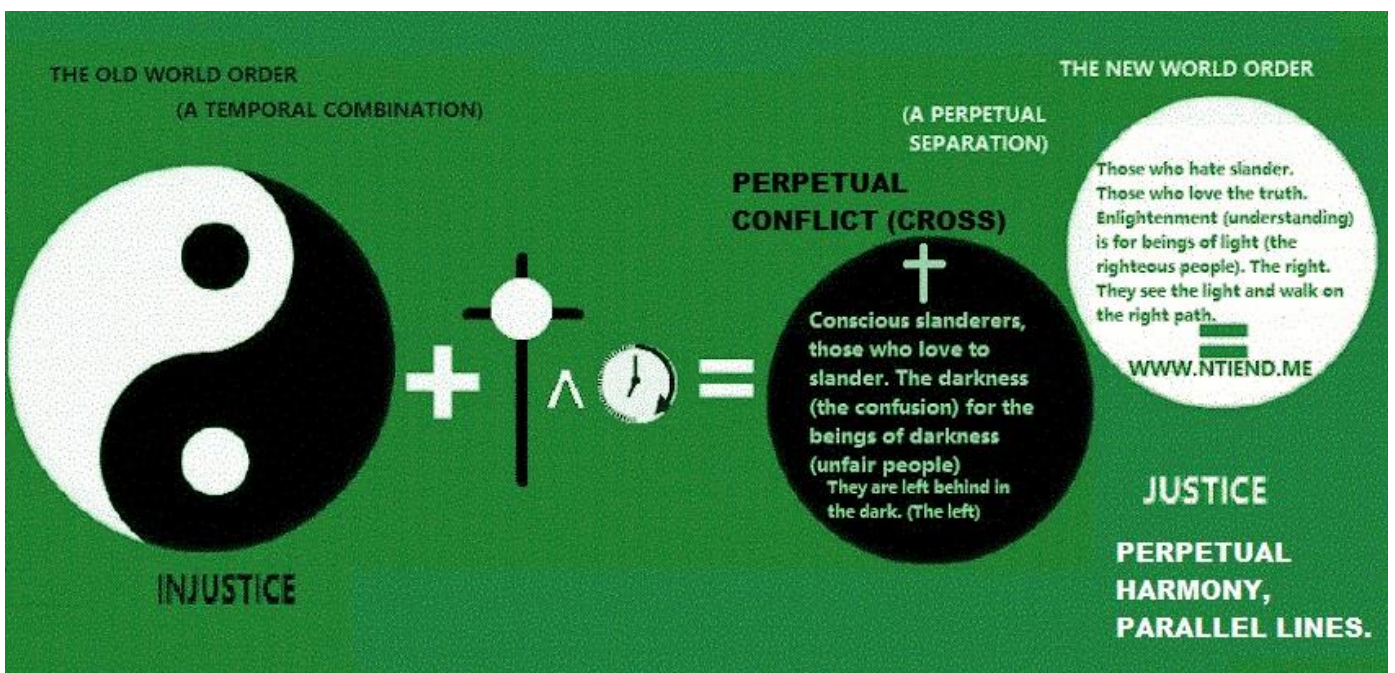 THE OLD WORLD ORDER
(A TEMPORAL COMBINATION)
INJUSTICE
+
^
=
PERPETUAL
CONFLICT (CROSS)
Conscious slanderers,
those who love to
slander. The darkness
(the confusion) for the
beings of darkness
(unfair people)
They are left behind in
the dark. (The left)
THE NEW WORLD ORDER
(A PERPETUAL
SEPARATION)
Those who hate slander.
Those who love the truth.
Enlightenment (understanding)
is for beings of light (the
righteous people). The right.
They see the light and walk on
the right path.
=
WWW.NTIEND.ME
JUSTICE
PERPETUAL
HARMONY,
PARALLEL LINES.